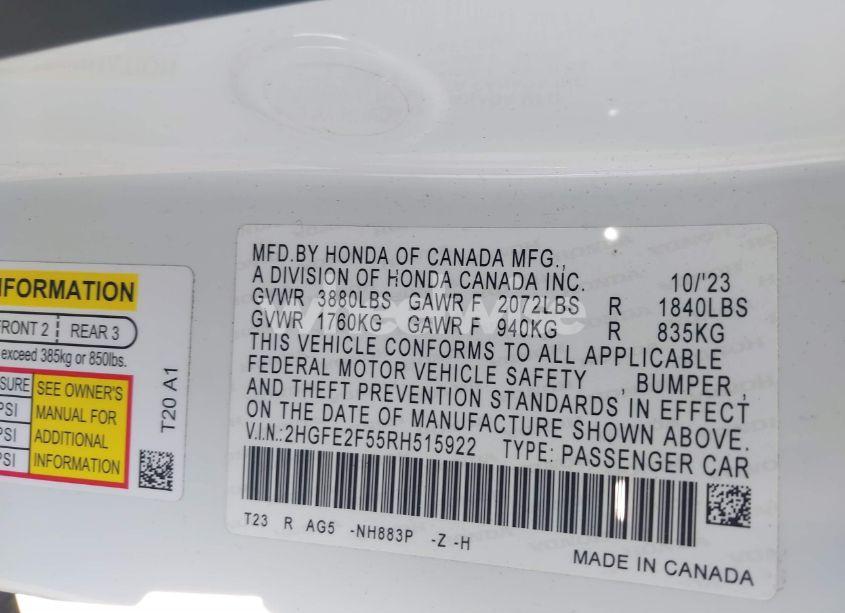 INFORMATION
FRONT 2 REAR 3
exceed 385kg or 850lbs.
SURE SEE OWNER'S
PSI MANUAL FOR
PSI ADDITIONAL
PSI INFORMATION
T20 A1
MFD.BY HONDA OF CANADA MFG.,
A DIVISION OF HONDA CANADA INC. 10/'23
GVWR 3880LBS GAWR F 2072LBS R 1840LBS
GVWR 1760KG GAWR F 940KG R 835KG
THIS VEHICLE CONFORMS TO ALL APPLICABLE
FEDERAL MOTOR VEHICLE SAFETY , BUMPER ,
AND THEFT PREVENTION STANDARDS IN EFFECT
ON THE DATE OF MANUFACTURE SHOWN ABOVE.
V.I.N.:2HGFE2F55RH515922 TYPE: PASSENGER CAR
T23 R AG5 -NH883P -Z -H
MADE IN CANADA